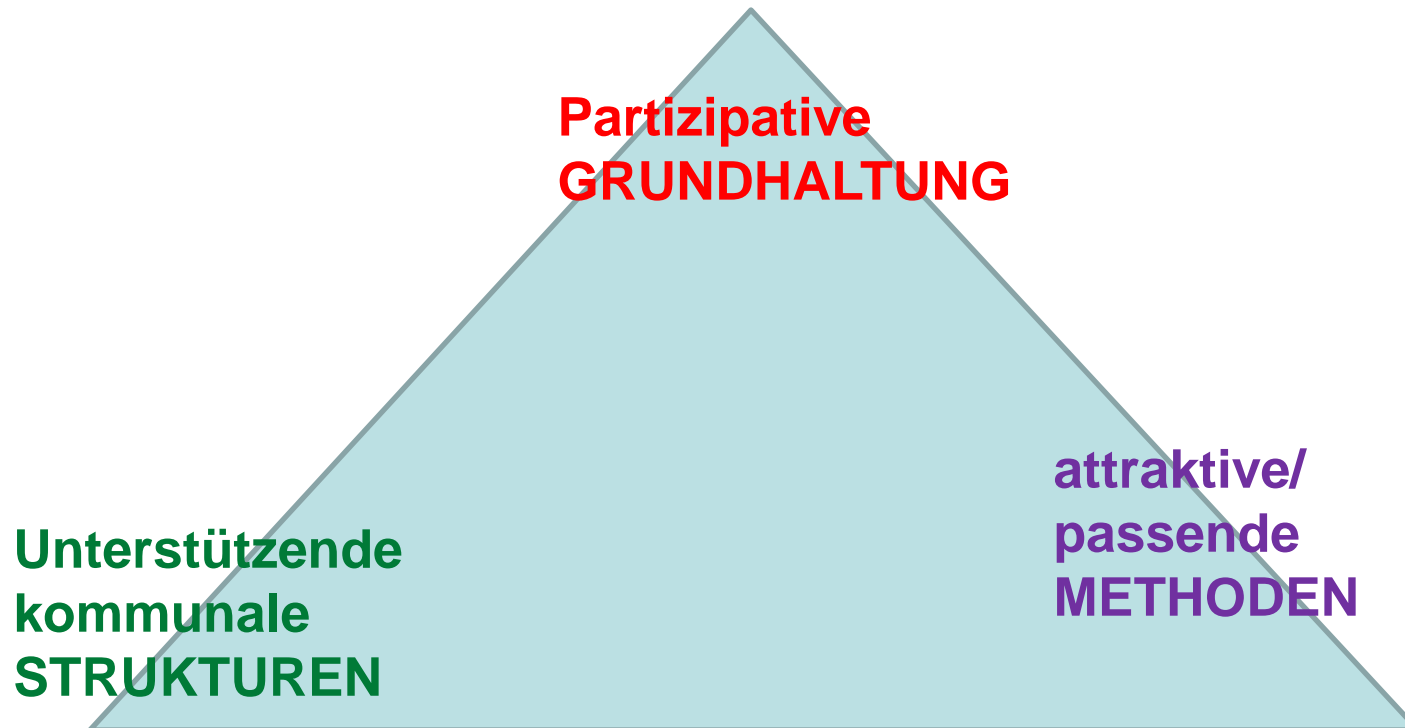 Partizipative
GRUNDHALTUNG
attraktive/
passende
METHODEN
Unterstützende
kommunale
STRUKTUREN